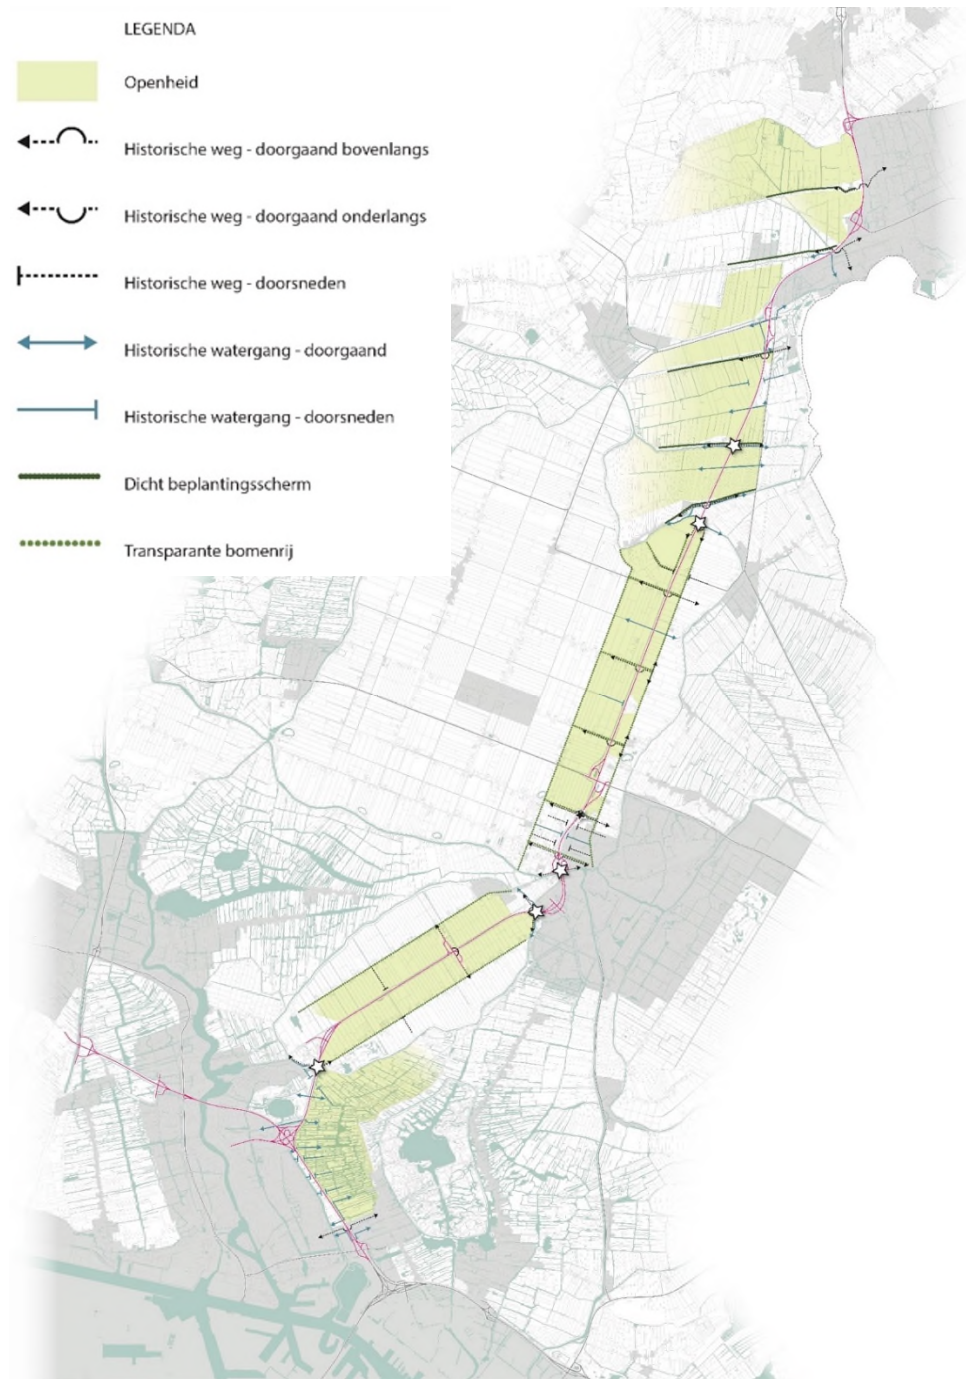 LEGENDA
Openheid
Historische weg - doorgaand bovenlangs
Historische weg - doorgaand onderlangs
Historische weg - doorsneden
Historische watergang - doorgaand
Historische watergang - doorsneden
Dicht beplantingsscherm
Transparante bomenrij